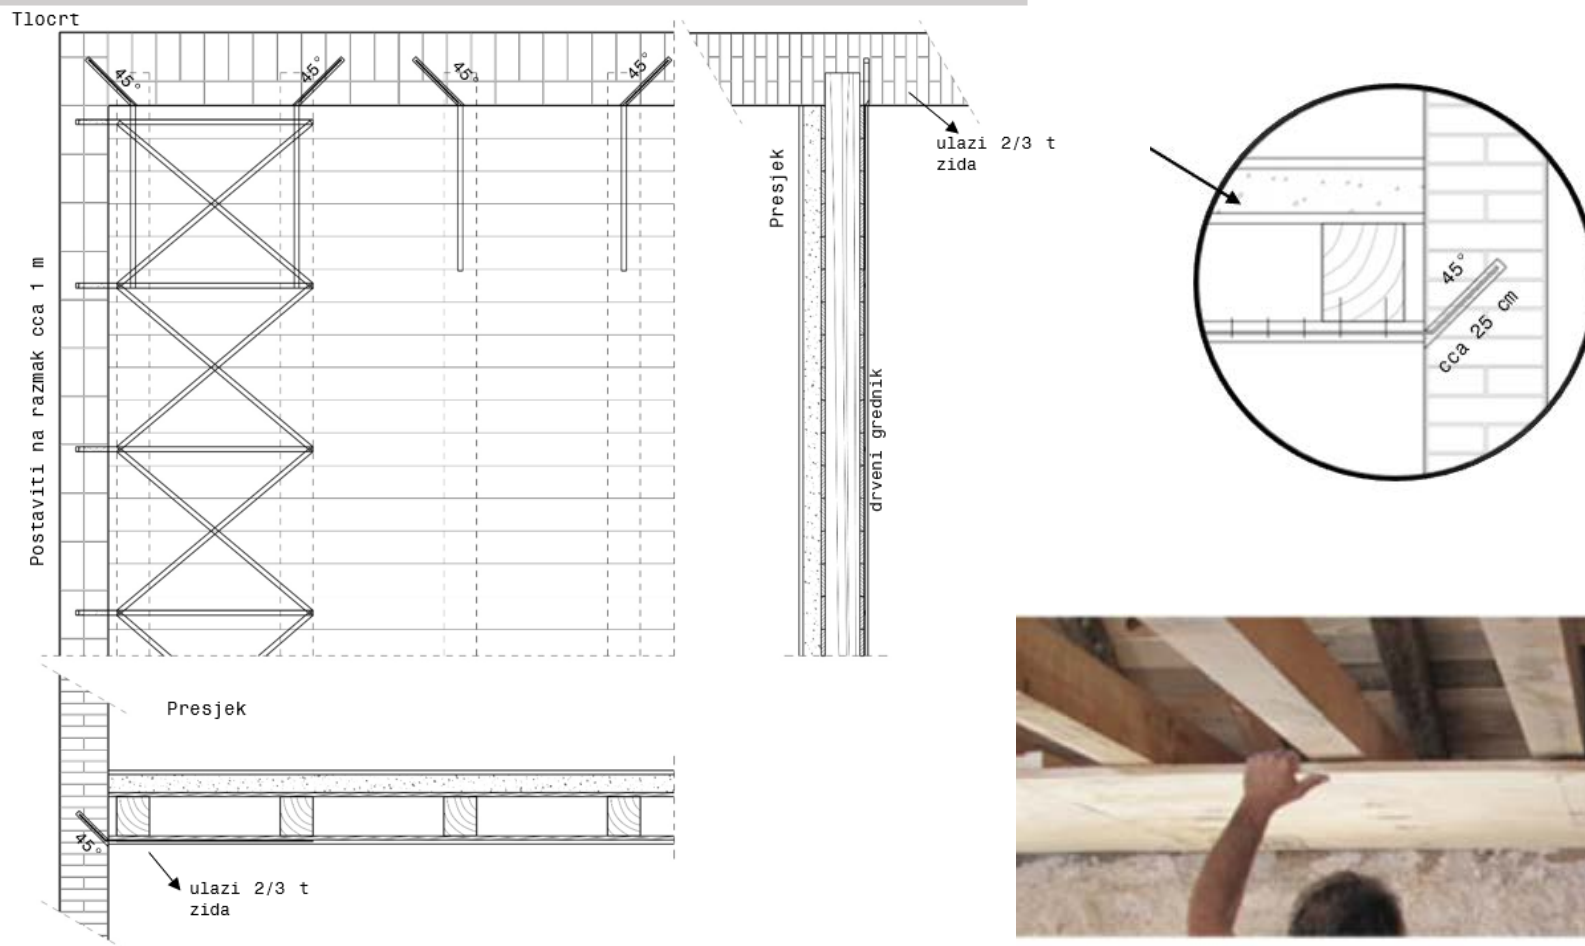 Tlocrt
45°
45°
45°
45°
Postaviti na razmak cca 1 m
Presjek
ulazi 2/3 t
zida
drveni grednik
45°
cca 25 cm
Presjek
45°
ulazi 2/3 t
zida